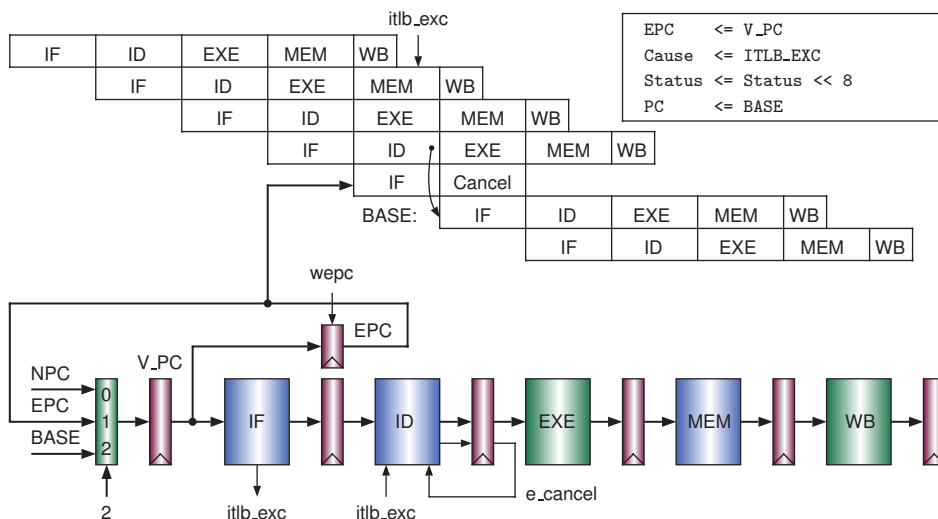 itlb_exc
IF ID EXE MEM WB
IF ID EXE MEM WB
IF ID EXE MEM WB
IF ID EXE MEM WB
IF Cancel
BASE: IF ID EXE MEM WB
IF ID EXE MEM WB
EPC <= V_PC
Cause <= ITLB_EXC
Status <= Status << 8
PC <= BASE
wepc
EPC
V_PC
NPC
EPC
BASE
0
1
2
2
IF
ID
EXE
MEM
WB
itlb_exc
itlb_exc
e_cancel